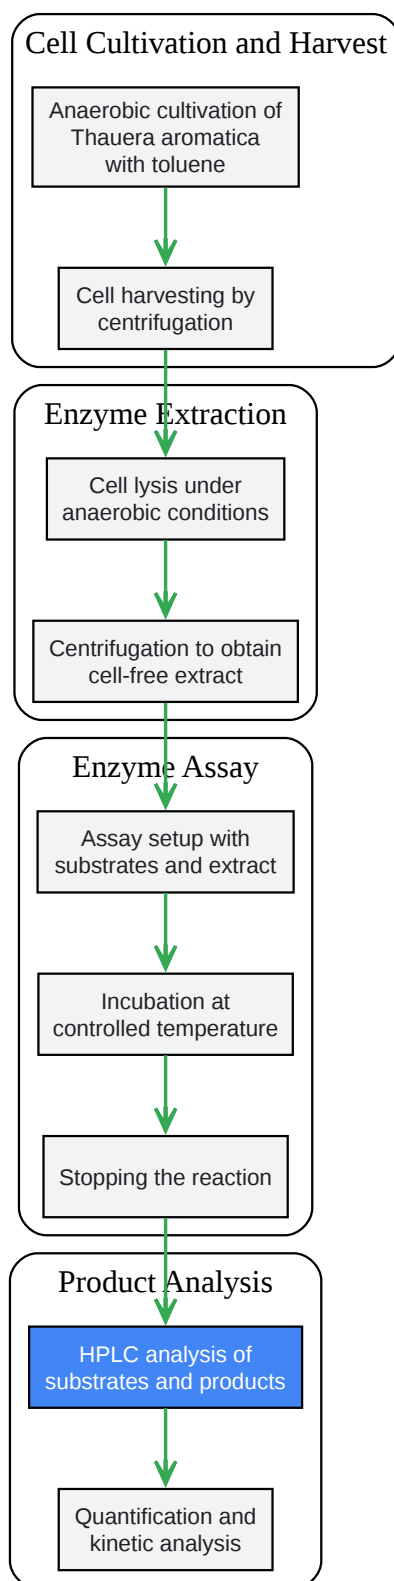 Cell Cultivation and Harvest
Anaerobic cultivation of
Thauera aromatica
with toluene
Cell harvesting by
centrifugation
Enzyme Extraction
Cell lysis under
anaerobic conditions
Centrifugation to obtain
cell-free extract
Enzyme Assay
Assay setup with
substrates and extract
Incubation at
controlled temperature
Stopping the reaction
Product Analysis
HPLC analysis of
substrates and products
Quantification and
kinetic analysis